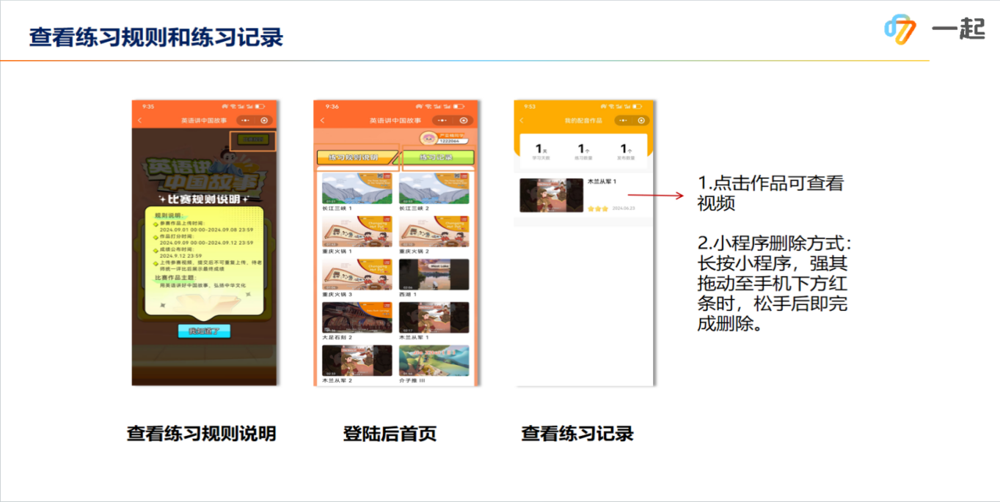 查看练习规则和练习记录
一起
9:35
英语讲中国故事
英语讲
中国故事
比赛规则说明
规则说明:
参赛作品上传时间:
2024.09.01 00:00-2024.09.08 23:59
作品打分时间:
2024.09.09 00:00-2024.09.12 23:59
成绩公布时间:
2024.9.12 23:59
上传参赛视频,提交后不可重复上传,待老
师统一评比后展示最终成绩
比赛作品主题:
用英语讲好中国故事,弘扬中华文化
我知道了
查看练习规则说明
9:36
英语讲中国故事
1222064
练习规则说明
练习记录
长江三峡 1
长江三峡 2
重庆火锅 1
重庆火锅 2
重庆火锅 3
West Lake
西湖 1
大足石刻 2
木兰从军 1
木兰从军 2
介子推 III
登陆后首页
9:53
我的配音作品
1天
1个
1个
学习天数
练习数量
发布数量
木兰从军 1
2024.06.23
查看练习记录
1.点击作品可查看
视频
2.小程序删除方式:
长按小程序,强其
拖动至手机下方红
条时,松手后即完
成删除。